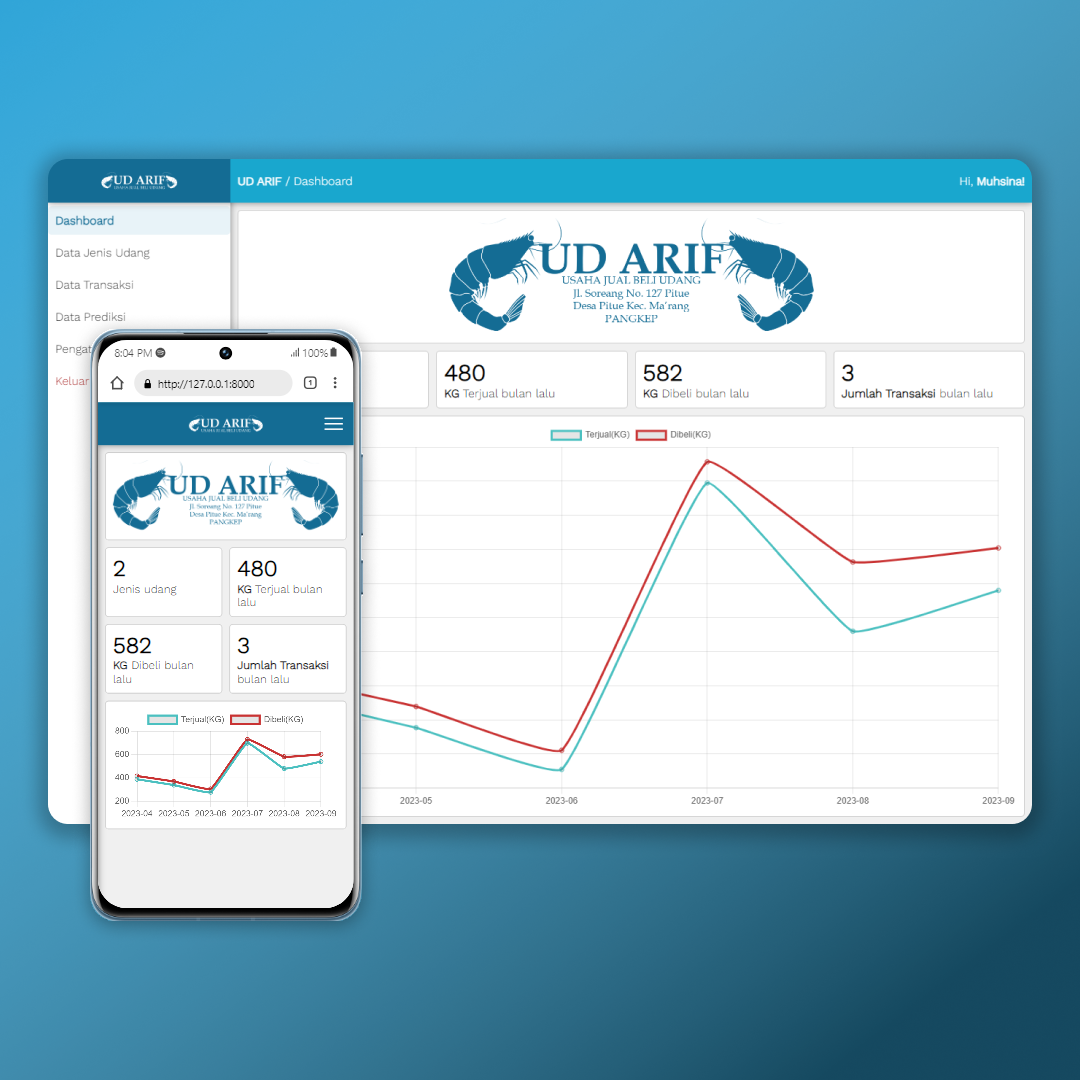 UD ARIF
UD ARIF / Dashboard
Hi, Muhsina!
Dashboard
Data Jenis Udang
Data Transaksi
Data Prediksi
Pengat
Keluar
UD ARIF
USAHA JUAL BELI UDANG
Jl. Soreang No. 127 Pitue
Desa Pitue Kec. Ma'rang
PANGKEP
480
KG Terjual bulan lalu
582
KG Dibeli bulan lalu
3
Jumlah Transaksi bulan lalu
Terjual(KG) Dibeli(KG)
2023-05 2023-06 2023-07 2023-08 2023-09
8:04 PM 100%
http://127.0.0.1:8000 1
UD ARIF
UD ARIF
USAHA JUAL BELI UDANG
Jl. Soreang No. 127 Pitue
Desa Pitue Kec. Ma'rang
PANGKEP
2
Jenis udang
480
KG Terjual bulan
lalu
582
KG Dibeli bulan
lalu
3
Jumlah Transaksi
bulan lalu
Terjual(KG) Dibeli(KG)
800
600
400
200
2023-04 2023-05 2023-06 2023-07 2023-08 2023-09